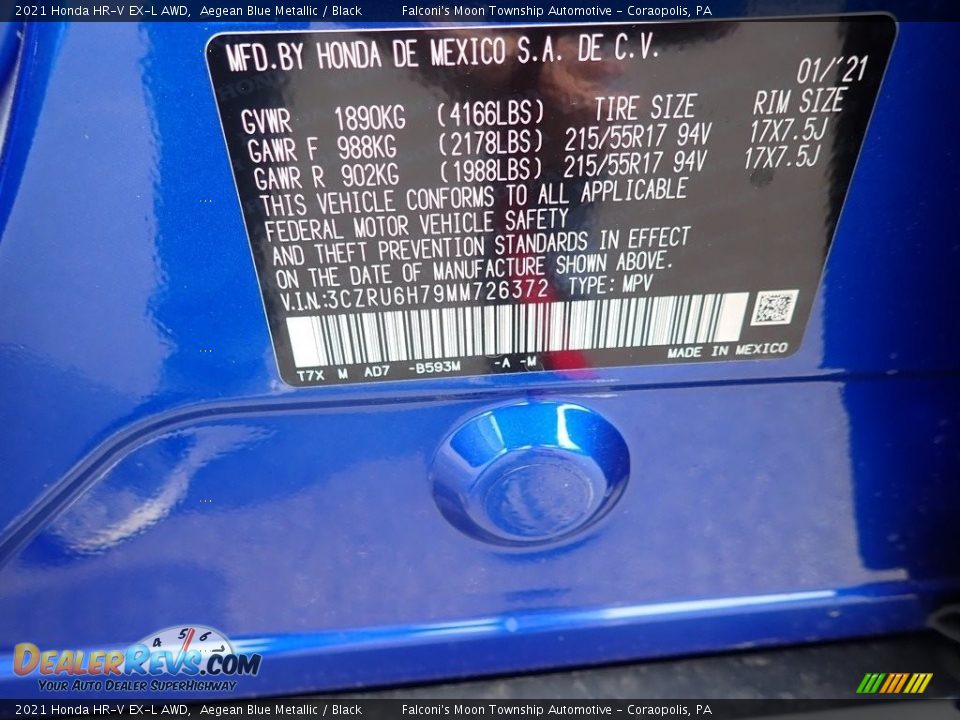 2021 Honda HR-V EX-L AWD, Aegean Blue Metallic / Black Falconi's Moon Township Automotive - Coraopolis, PA
MFD.BY HONDA DE MEXICO S.A. DE C.V.
01/'21
GVWR 1890KG (4166LBS) TIRE SIZE RIM SIZE
GAWR F 988KG (2178LBS) 215/55R17 94V 17X7.5J
GAWR R 902KG (1988LBS) 215/55R17 94V 17X7.5J
THIS VEHICLE CONFORMS TO ALL APPLICABLE
FEDERAL MOTOR VEHICLE SAFETY
AND THEFT PREVENTION STANDARDS IN EFFECT
ON THE DATE OF MANUFACTURE SHOWN ABOVE.
V.I.N.:3CZRU6H79MM726372 TYPE: MPV
T7X M AD7 -B593M -A -M MADE IN MEXICO
4 5 6
DEALERREVS.COM
YOUR AUTO DEALER SUPERHIGHWAY
2021 Honda HR-V EX-L AWD, Aegean Blue Metallic / Black Falconi's Moon Township Automotive - Coraopolis, PA